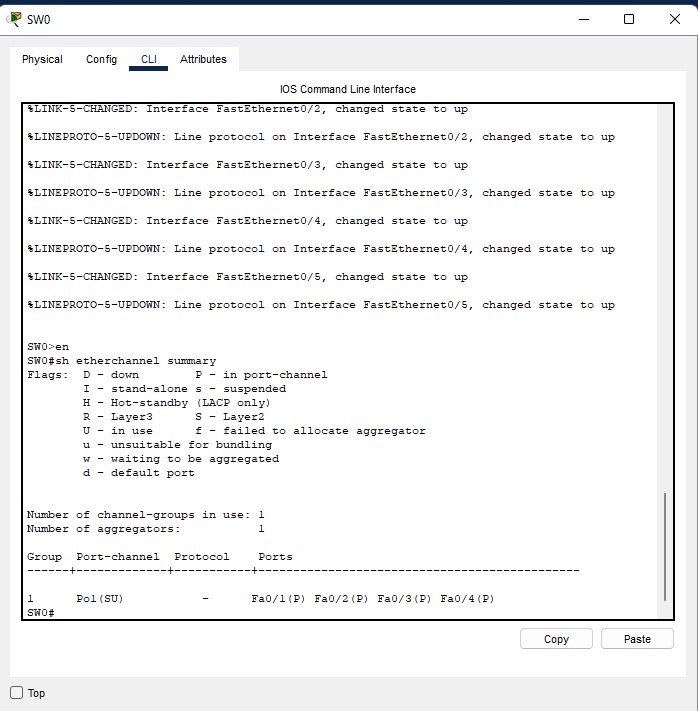 SW0
Physical Config CLI Attributes
IOS Command Line Interface
%LINK-5-CHANGED: Interface FastEthernet0/2, changed state to up
%LINEPROTO-5-UPDOWN: Line protocol on Interface FastEthernet0/2, changed state to up
%LINK-5-CHANGED: Interface FastEthernet0/3, changed state to up
%LINEPROTO-5-UPDOWN: Line protocol on Interface FastEthernet0/3, changed state to up
%LINK-5-CHANGED: Interface FastEthernet0/4, changed state to up
%LINEPROTO-5-UPDOWN: Line protocol on Interface FastEthernet0/4, changed state to up
%LINK-5-CHANGED: Interface FastEthernet0/5, changed state to up
%LINEPROTO-5-UPDOWN: Line protocol on Interface FastEthernet0/5, changed state to up
SW0>en
SW0#sh etherchannel summary
Flags:  D - down        P - in port-channel
        I - stand-alone s - suspended
        H - Hot-standby (LACP only)
        R - Layer3      S - Layer2
        U - in use      f - failed to allocate aggregator
        u - unsuitable for bundling
        w - waiting to be aggregated
        d - default port
Number of channel-groups in use: 1
Number of aggregators:           1
Group  Port-channel  Protocol    Ports
------+-------------+-----------+----------------------------------------------
1      Po1(SU)           -      Fa0/1(P) Fa0/2(P) Fa0/3(P) Fa0/4(P)
SW0#
Copy Paste
Top